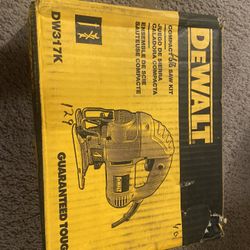 DEWALT
COMPACT JIG SAW KIT
JUEGO DE SIERRA
CALADORA COMPACTA
ENSEMBLE DE SCIE
SAUTEUSE COMPACTE
DW317K
GUARANTEED TOUGH